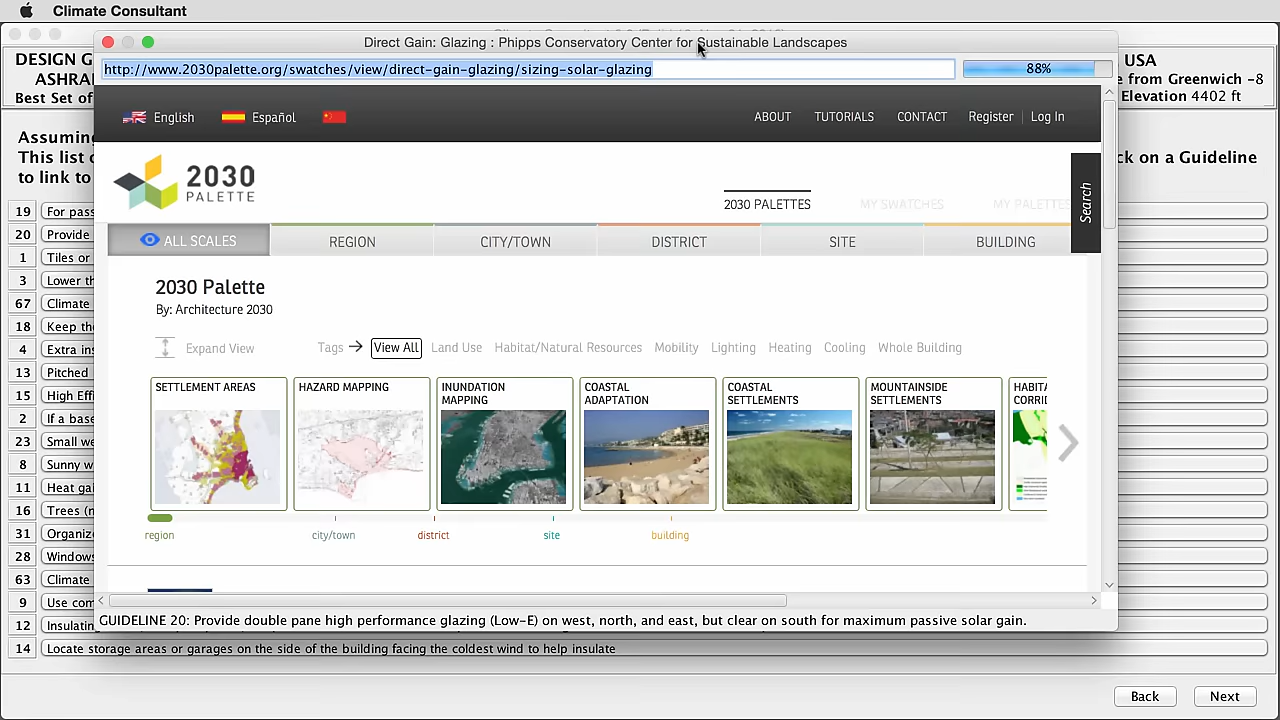 Climate Consultant
Direct Gain: Glazing : Phipps Conservatory Center for Sustainable Landscapes
http://www.2030palette.org/swatches/view/direct-gain-glazing/sizing-solar-glazing
88%
DESIGN G
ASHRA
Best Set of
USA
e from Greenwich -8
Elevation 4402 ft
English
Español
ABOUT
TUTORIALS
CONTACT
Register
Log In
Assuming
This list o
ck on a Guideline
to link to
2030
PALETTE
2030 PALETTES
MY SWATCHES
MY PALETTES
Search
ALL SCALES
REGION
CITY/TOWN
DISTRICT
SITE
BUILDING
2030 Palette
By: Architecture 2030
Expand View
Tags
View All
Land Use
Habitat/Natural Resources
Mobility
Lighting
Heating
Cooling
Whole Building
SETTLEMENT AREAS
HAZARD MAPPING
INUNDATION
MAPPING
COASTAL
ADAPTATION
COASTAL
SETTLEMENTS
MOUNTAINSIDE
SETTLEMENTS
HABITA
CORRID
region
city/town
district
site
building
GUIDELINE 20: Provide double pane high performance glazing (Low-E) on west, north, and east, but clear on south for maximum passive solar gain.
19 For pass
20 Provide
1 Tiles or
3 Lower th
67 Climate
18 Keep the
4 Extra ins
13 Pitched
15 High Effi
2 If a base
23 Small we
8 Sunny w
11 Heat gai
16 Trees (n
31 Organize
28 Windows
63 Climate
9 Use com
12 Insulating
14 Locate storage areas or garages on the side of the building facing the coldest wind to help insulate
Back
Next